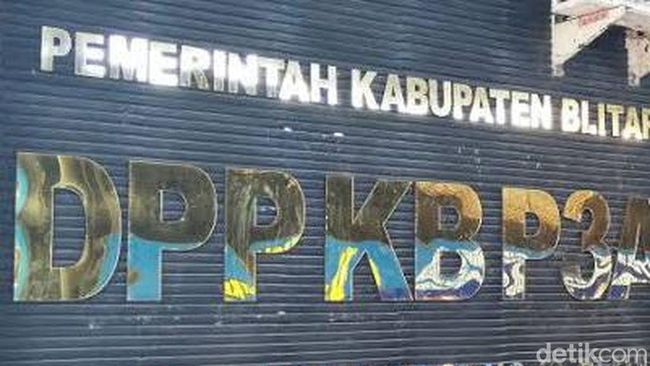 PEMERINTAH KABUPATEN BLITAR
DPPKBP3A
detikcom